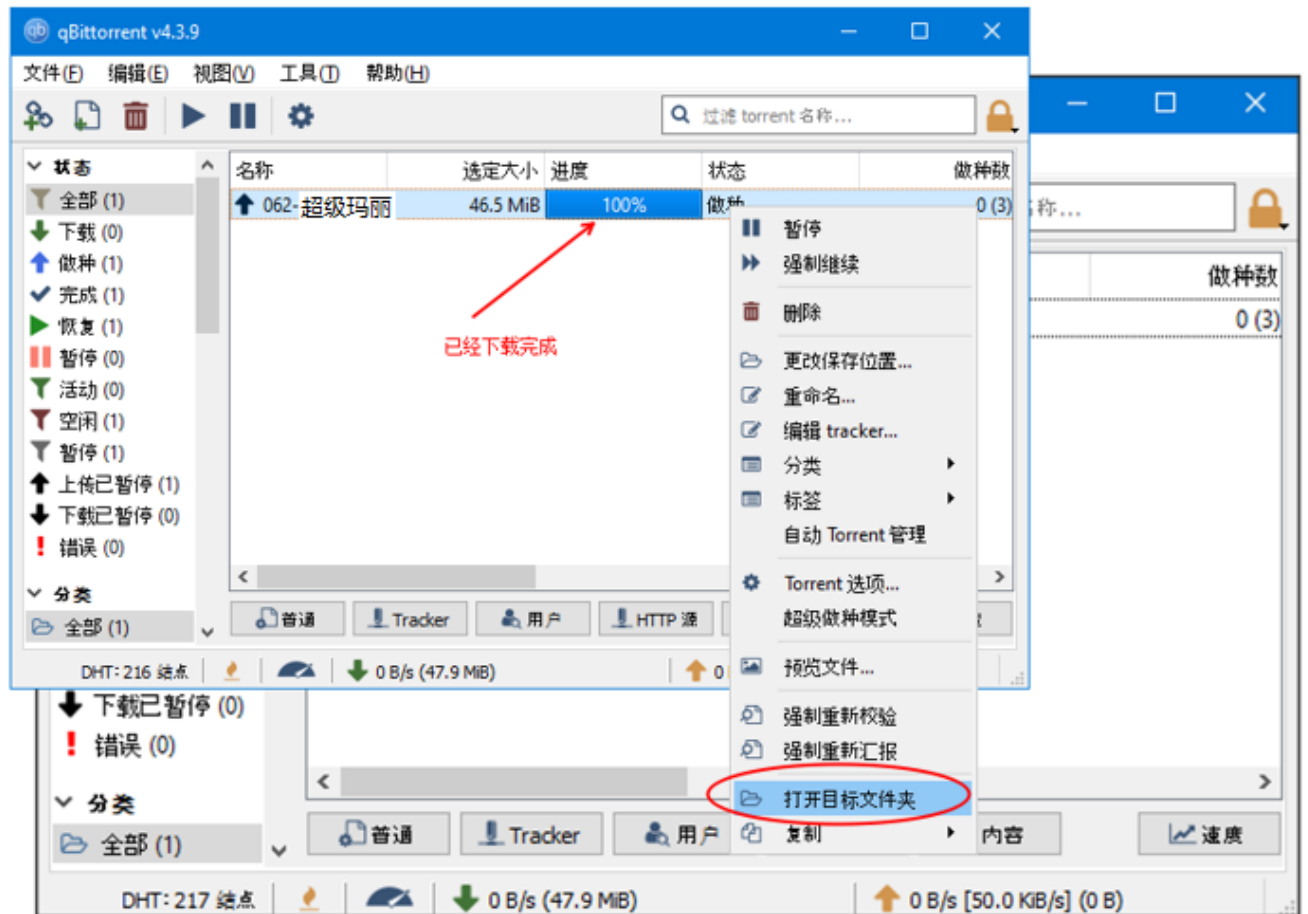 qBittorrent v4.3.9
文件(F) 编辑(E) 视图(V) 工具(T) 帮助(H)
过滤 torrent 名称...
状态
全部 (1)
下载 (0)
做种 (1)
完成 (1)
恢复 (1)
暂停 (0)
活动 (0)
空闲 (1)
暂停 (1)
上传已暂停 (1)
下载已暂停 (0)
错误 (0)
分类
全部 (1)
名称 选定大小 进度 状态 做种数
062-超级玛丽 46.5 MiB 100% 做种 0 (3)
已经下载完成
暂停
强制继续
删除
更改保存位置...
重命名...
编辑 tracker...
分类
标签
自动 Torrent 管理
Torrent 选项...
超级做种模式
预览文件...
强制重新校验
强制重新汇报
打开目标文件夹
复制
普通 Tracker 用户 HTTP 源
DHT: 216 结点 0 B/s (47.9 MiB) 0
称...
做种数
0 (3)
下载已暂停 (0)
错误 (0)
分类
全部 (1)
普通 Tracker 用户 内容 速度
DHT: 217 结点 0 B/s (47.9 MiB) 0 B/s [50.0 KiB/s] (0 B)